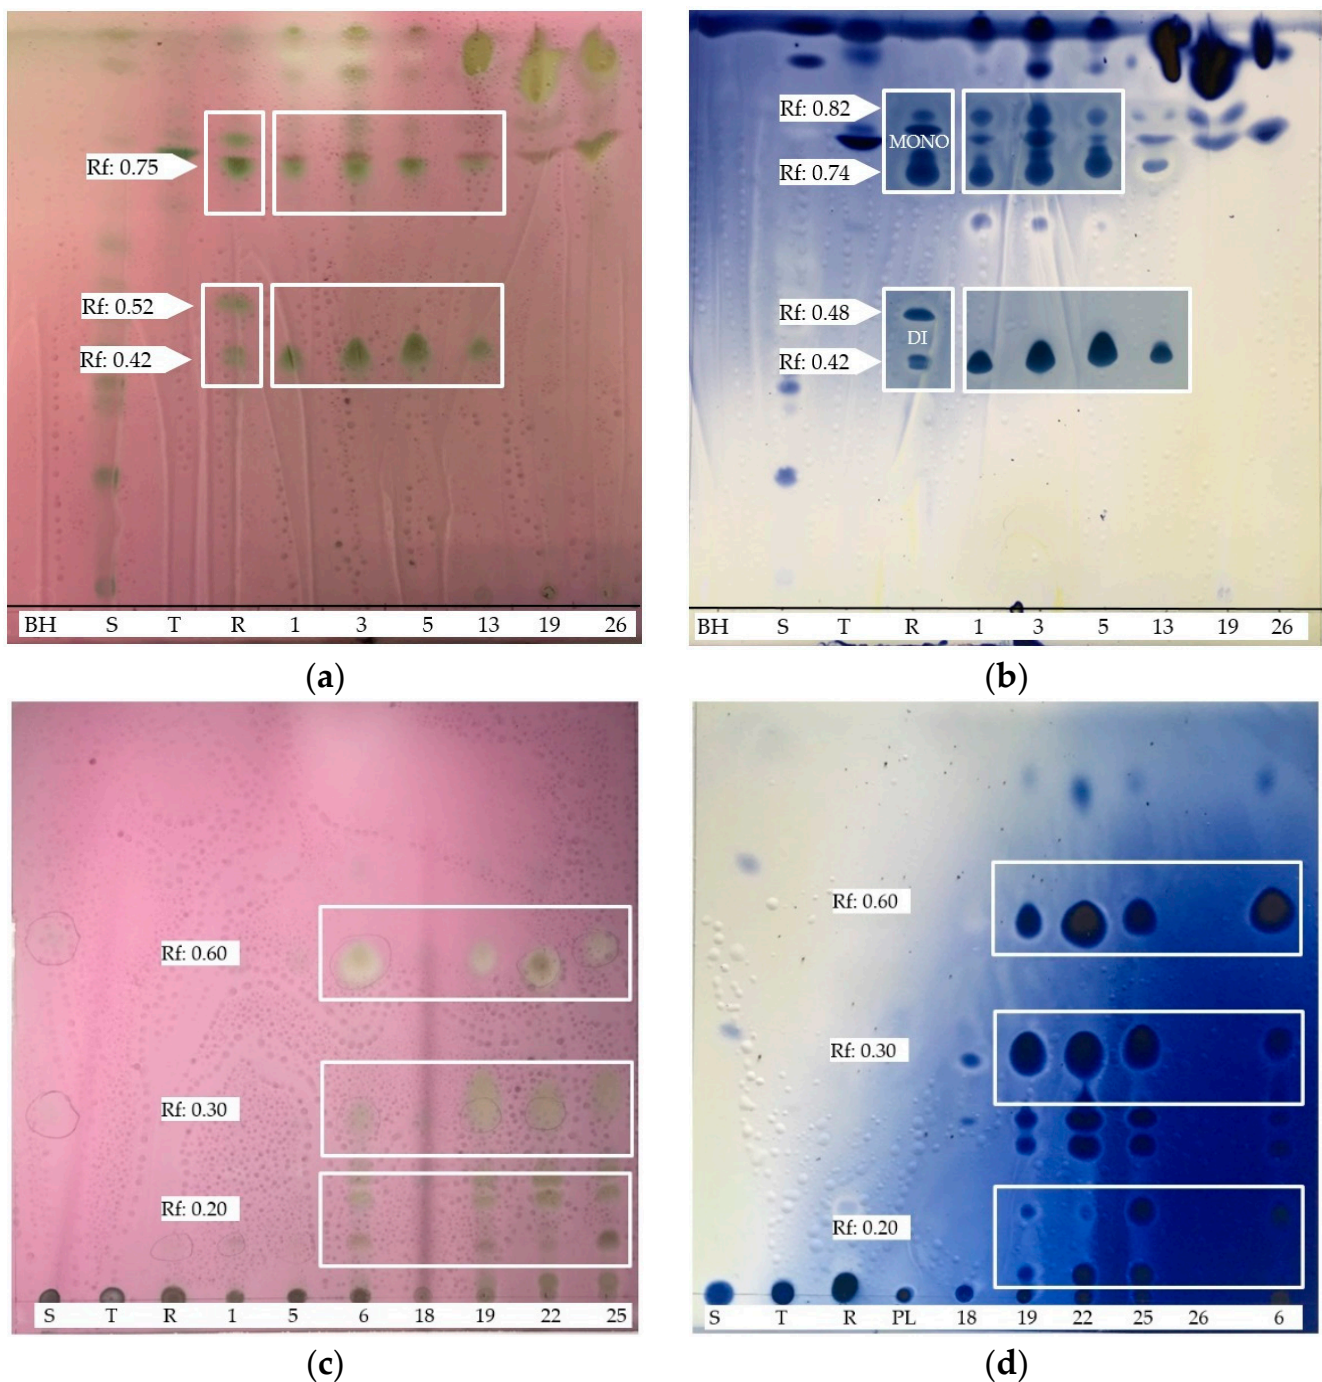 Rf: 0.75
Rf: 0.52
Rf: 0.42
BH S T R 1 3 5 13 19 26
(a)
Rf: 0.82
MONO
Rf: 0.74
Rf: 0.48
DI
Rf: 0.42
BH S T R 1 3 5 13 19 26
(b)
Rf: 0.60
Rf: 0.30
Rf: 0.20
S T R 1 5 6 18 19 22 25
(c)
Rf: 0.60
Rf: 0.30
Rf: 0.20
S T R PL 18 19 22 25 26 6
(d)